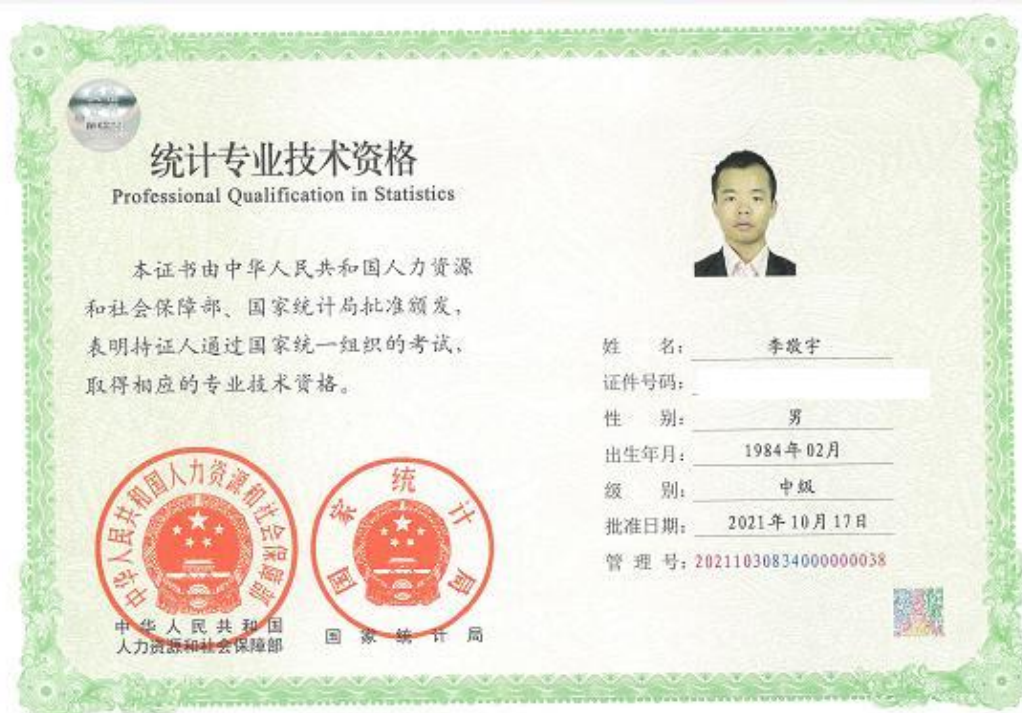 统计专业技术资格
Professional Qualification in Statistics
本证书由中华人民共和国人力资源
和社会保障部、国家统计局批准颁发,
表明持证人通过国家统一组织的考试,
取得相应的专业技术资格。
中华人民共和国人力资源和社会保障部
国家统计局
中华人民共和国
人力资源和社会保障部
国家统计局
姓 名: 李敬宇
证件号码:
性 别: 男
出生年月: 1984年02月
级 别: 中级
批准日期: 2021年10月17日
管 理 号: 20211030834000000038